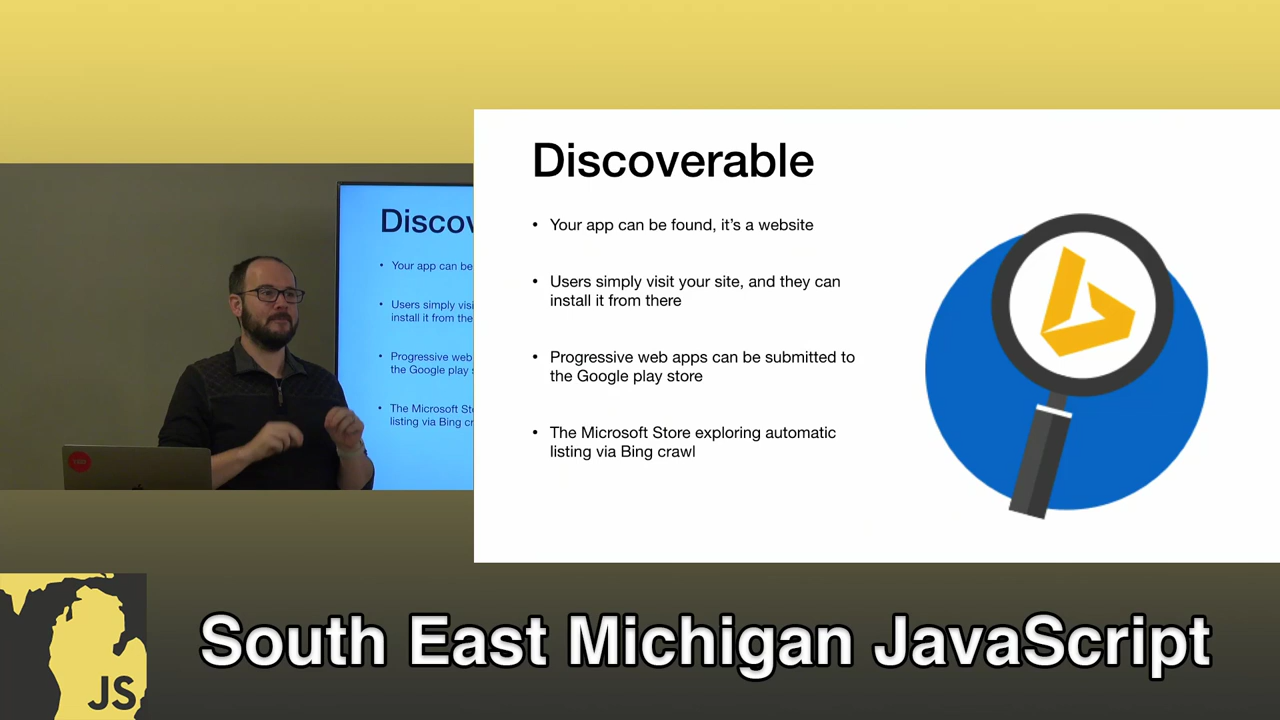 Discoverable
• Your app can be found, it's a website
• Users simply visit your site, and they can
install it from there
• Progressive web apps can be submitted to
the Google play store
• The Microsoft Store exploring automatic
listing via Bing crawl
Discov
• Your app can be
• Users simply visi
install it from the
• Progressive web
the Google play s
• The Microsoft Sto
listing via Bing cr
JS
South East Michigan JavaScript